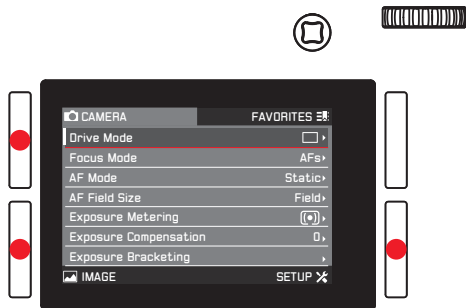 CAMERA FAVORITES
Drive Mode
Focus Mode AFs
AF Mode Static
AF Field Size Field
Exposure Metering
Exposure Compensation 0
Exposure Bracketing
IMAGE SETUP